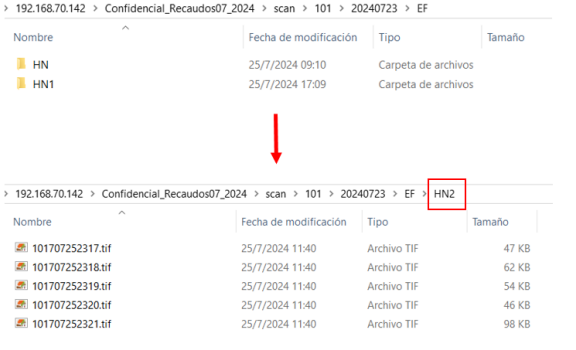 192.168.70.142 > Confidencial_Recaudos07_2024 > scan > 101 > 20240723 > EF
Nombre Fecha de modificación Tipo Tamaño
HN 25/7/2024 09:10 Carpeta de archivos
HN1 25/7/2024 17:09 Carpeta de archivos
192.168.70.142 > Confidencial_Recaudos07_2024 > scan > 101 > 20240723 > EF > HN2
Nombre Fecha de modificación Tipo Tamaño
101707252317.tif 25/7/2024 11:40 Archivo TIF 47 KB
101707252318.tif 25/7/2024 11:40 Archivo TIF 62 KB
101707252319.tif 25/7/2024 11:40 Archivo TIF 54 KB
101707252320.tif 25/7/2024 11:40 Archivo TIF 46 KB
101707252321.tif 25/7/2024 11:40 Archivo TIF 98 KB